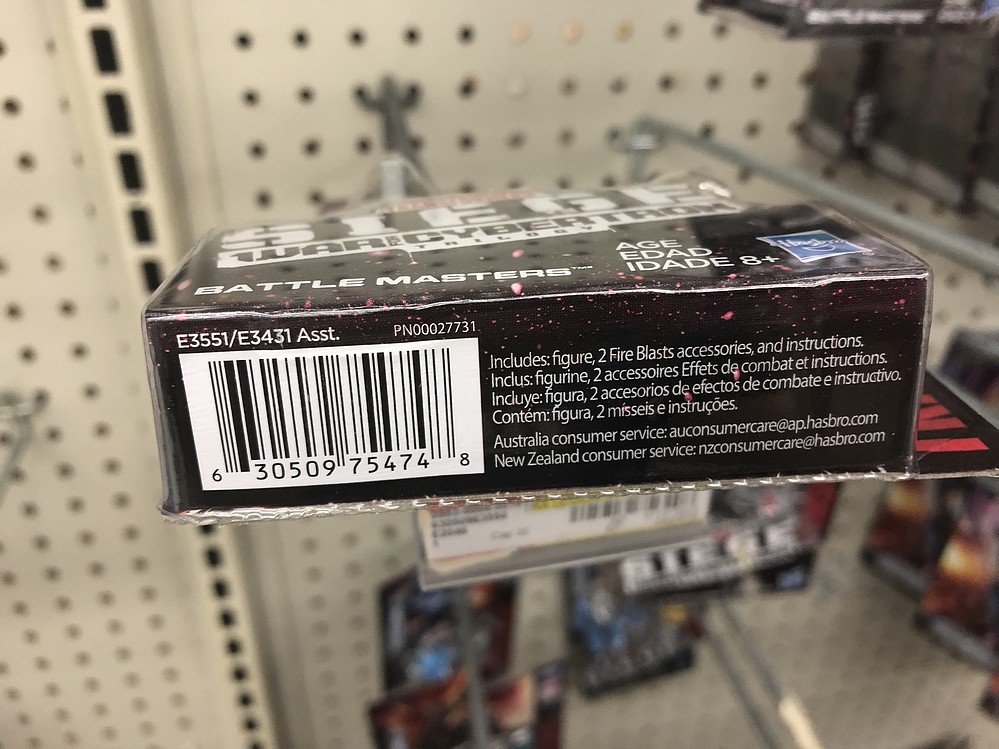 SIEGE
WAR FOR CYBERTRON
TRILOGY
BATTLE MASTERS™
AGE
EDAD
IDADE 8+
Hasbro
E3551/E3431 Asst.
PN00027731
6 30509 75474 8
Includes: figure, 2 Fire Blasts accessories, and instructions.
Inclus: figurine, 2 accessoires Effets de combat et instructions.
Incluye: figura, 2 accesorios de efectos de combate e instructivo.
Contém: figura, 2 misseis e instruções.
Australia consumer service: auconsumercare@ap.hasbro.com
New Zealand consumer service: nzconsumercare@hasbro.com
SIEGE